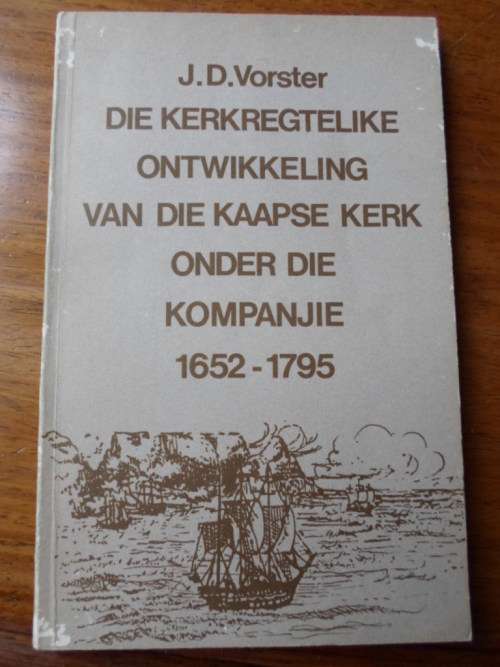 J.D.Vorster
DIE KERKREGTELIKE
ONTWIKKELING
VAN DIE KAAPSE KERK
ONDER DIE
KOMPANJIE
1652-1795